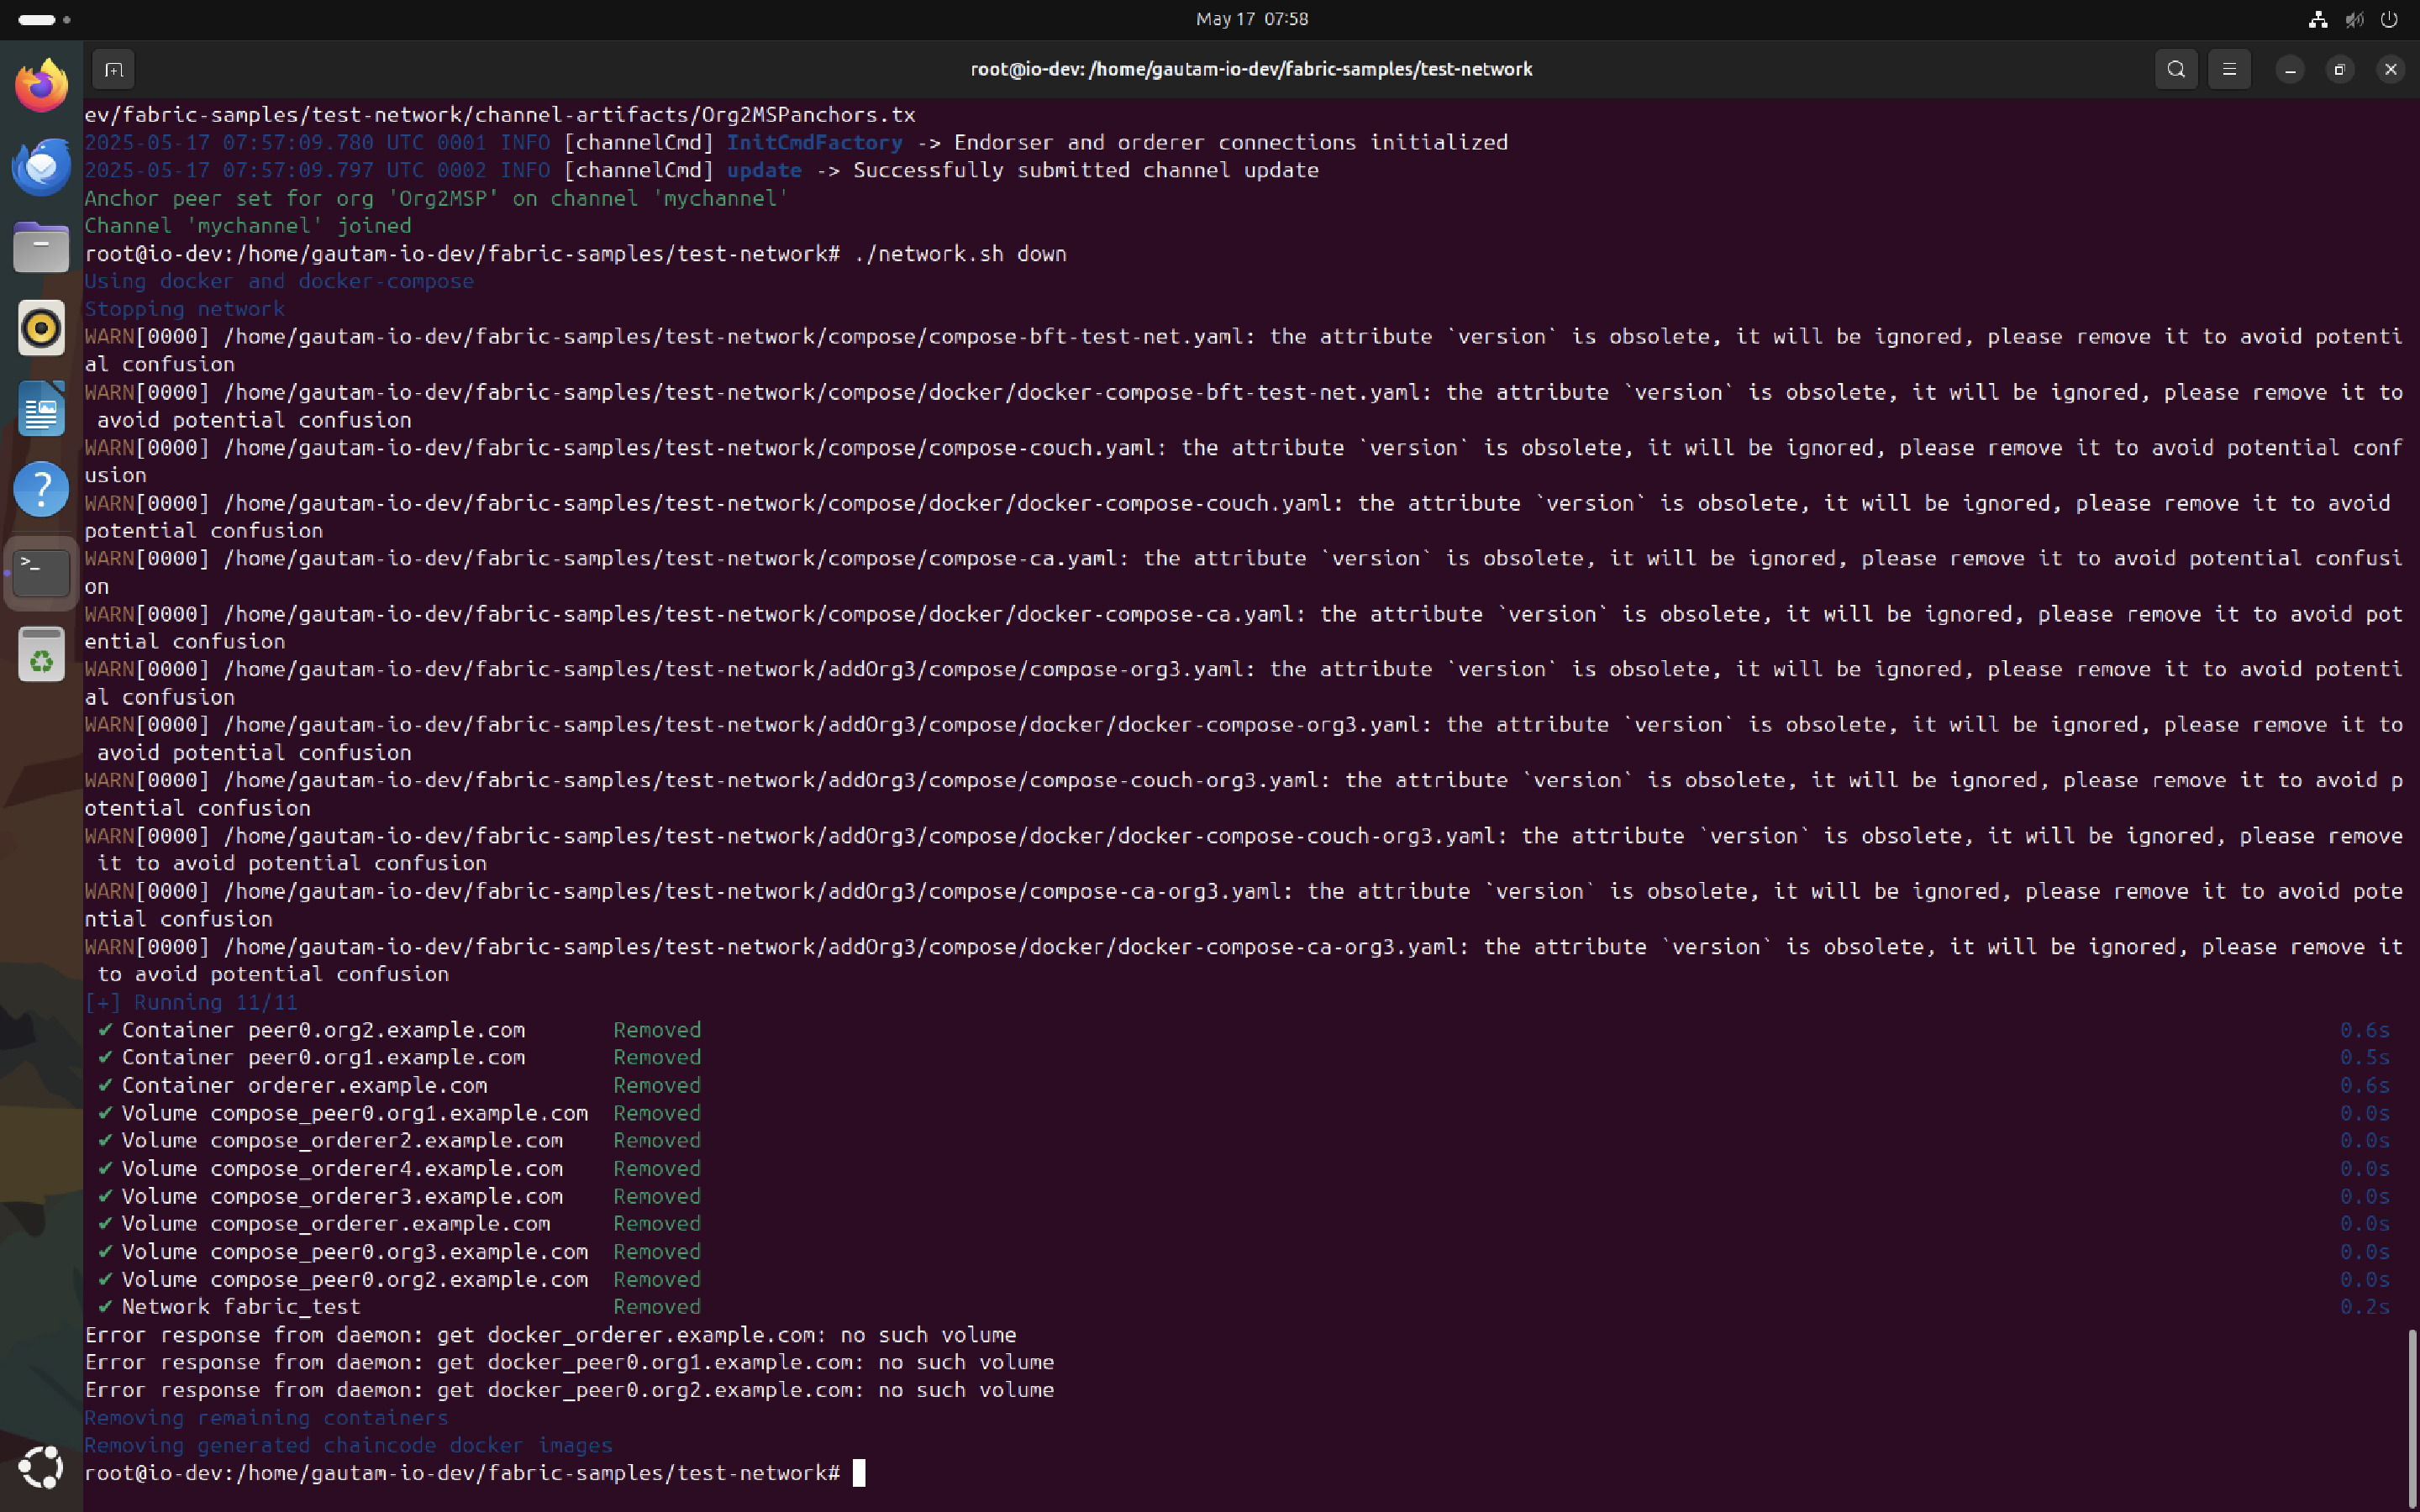 May 17 07:58
root@io-dev: /home/gautam-io-dev/fabric-samples/test-network
ev/fabric-samples/test-network/channel-artifacts/Org2MSPanchors.tx
2025-05-17 07:57:09.780 UTC 0001 INFO [channelCmd] InitCmdFactory -> Endorser and orderer connections initialized
2025-05-17 07:57:09.797 UTC 0002 INFO [channelCmd] update -> Successfully submitted channel update
Anchor peer set for org 'Org2MSP' on channel 'mychannel'
Channel 'mychannel' joined
root@io-dev:/home/gautam-io-dev/fabric-samples/test-network# ./network.sh down
Using docker and docker-compose
Stopping network
WARN[0000] /home/gautam-io-dev/fabric-samples/test-network/compose/compose-bft-test-net.yaml: the attribute `version` is obsolete, it will be ignored, please remove it to avoid potenti
al confusion
WARN[0000] /home/gautam-io-dev/fabric-samples/test-network/compose/docker/docker-compose-bft-test-net.yaml: the attribute `version` is obsolete, it will be ignored, please remove it to
 avoid potential confusion
WARN[0000] /home/gautam-io-dev/fabric-samples/test-network/compose/compose-couch.yaml: the attribute `version` is obsolete, it will be ignored, please remove it to avoid potential conf
usion
WARN[0000] /home/gautam-io-dev/fabric-samples/test-network/compose/docker/docker-compose-couch.yaml: the attribute `version` is obsolete, it will be ignored, please remove it to avoid
potential confusion
WARN[0000] /home/gautam-io-dev/fabric-samples/test-network/compose/compose-ca.yaml: the attribute `version` is obsolete, it will be ignored, please remove it to avoid potential confusi
on
WARN[0000] /home/gautam-io-dev/fabric-samples/test-network/compose/docker/docker-compose-ca.yaml: the attribute `version` is obsolete, it will be ignored, please remove it to avoid pot
ential confusion
WARN[0000] /home/gautam-io-dev/fabric-samples/test-network/addOrg3/compose/compose-org3.yaml: the attribute `version` is obsolete, it will be ignored, please remove it to avoid potenti
al confusion
WARN[0000] /home/gautam-io-dev/fabric-samples/test-network/addOrg3/compose/docker/docker-compose-org3.yaml: the attribute `version` is obsolete, it will be ignored, please remove it to
 avoid potential confusion
WARN[0000] /home/gautam-io-dev/fabric-samples/test-network/addOrg3/compose/compose-couch-org3.yaml: the attribute `version` is obsolete, it will be ignored, please remove it to avoid p
otential confusion
WARN[0000] /home/gautam-io-dev/fabric-samples/test-network/addOrg3/compose/docker/docker-compose-couch-org3.yaml: the attribute `version` is obsolete, it will be ignored, please remove
 it to avoid potential confusion
WARN[0000] /home/gautam-io-dev/fabric-samples/test-network/addOrg3/compose/compose-ca-org3.yaml: the attribute `version` is obsolete, it will be ignored, please remove it to avoid pote
ntial confusion
WARN[0000] /home/gautam-io-dev/fabric-samples/test-network/addOrg3/compose/docker/docker-compose-ca-org3.yaml: the attribute `version` is obsolete, it will be ignored, please remove it
 to avoid potential confusion
[+] Running 11/11
 ✔ Container peer0.org2.example.com       Removed 0.6s
 ✔ Container peer0.org1.example.com       Removed 0.5s
 ✔ Container orderer.example.com          Removed 0.6s
 ✔ Volume compose_peer0.org1.example.com  Removed 0.0s
 ✔ Volume compose_orderer2.example.com    Removed 0.0s
 ✔ Volume compose_orderer4.example.com    Removed 0.0s
 ✔ Volume compose_orderer3.example.com    Removed 0.0s
 ✔ Volume compose_orderer.example.com     Removed 0.0s
 ✔ Volume compose_peer0.org3.example.com  Removed 0.0s
 ✔ Volume compose_peer0.org2.example.com  Removed 0.0s
 ✔ Network fabric_test                    Removed 0.2s
Error response from daemon: get docker_orderer.example.com: no such volume
Error response from daemon: get docker_peer0.org1.example.com: no such volume
Error response from daemon: get docker_peer0.org2.example.com: no such volume
Removing remaining containers
Removing generated chaincode docker images
root@io-dev:/home/gautam-io-dev/fabric-samples/test-network#